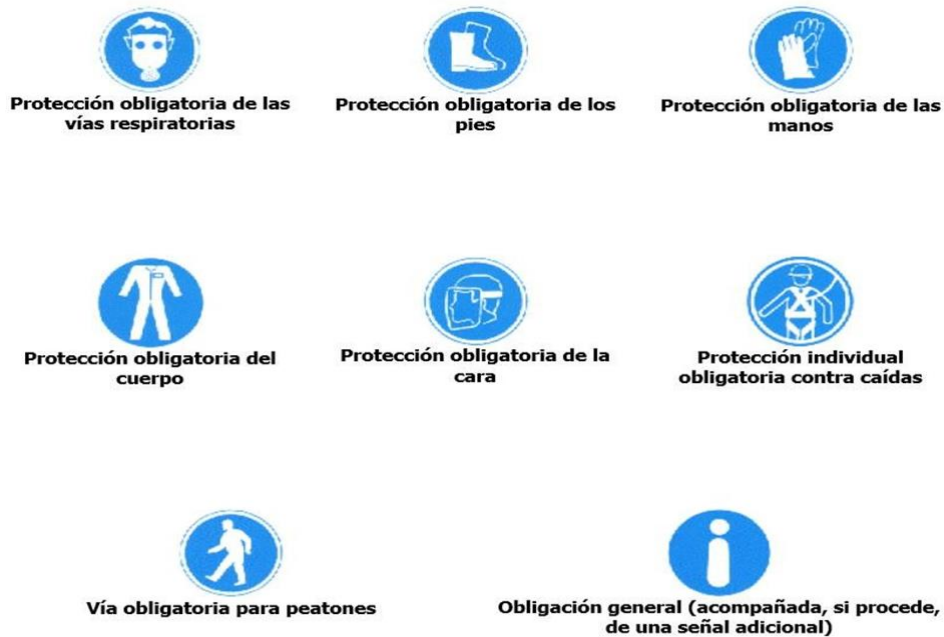 Protección obligatoria de las
vías respiratorias
Protección obligatoria de los
pies
Protección obligatoria de las
manos
Protección obligatoria del
cuerpo
Protección obligatoria de la
cara
Protección individual
obligatoria contra caídas
Vía obligatoria para peatones
Obligación general (acompañada, si procede,
de una señal adicional)